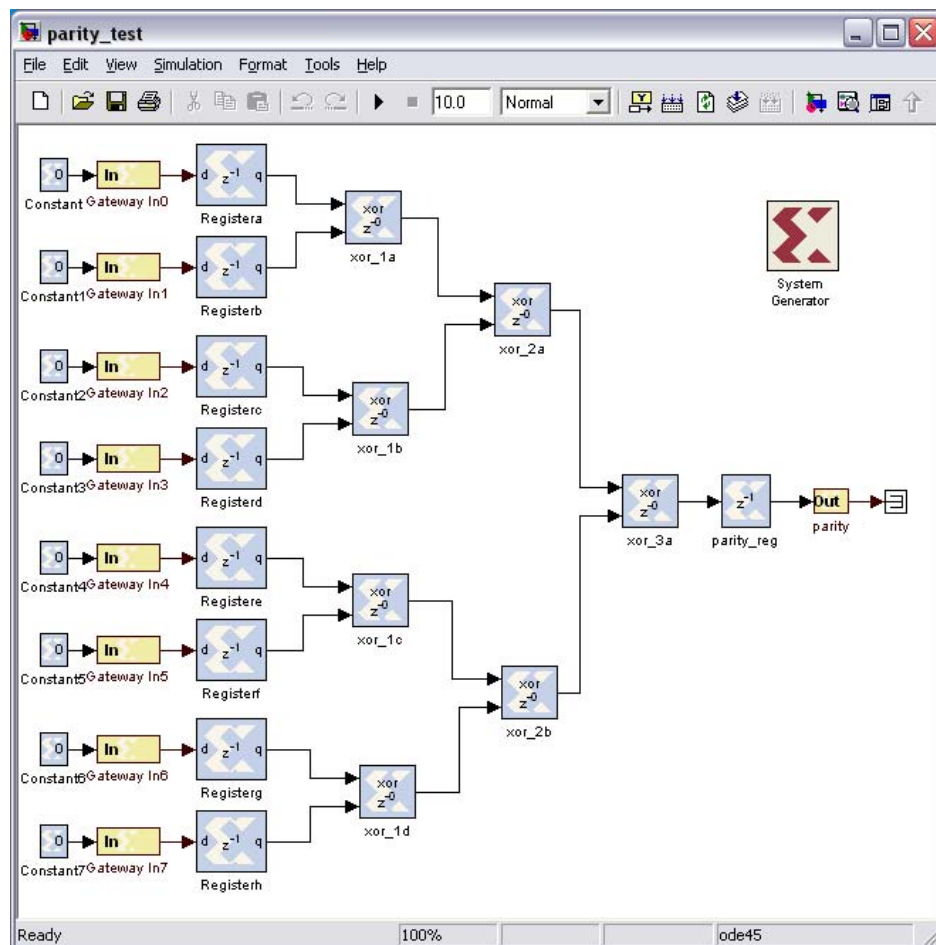 parity_test
File Edit View Simulation Format Tools Help
10.0 Normal
0 In d z⁻¹ q
Constant Gateway In0
Registera
xor
z⁻⁰
xor_1a
0 In d z⁻¹ q
Constant1 Gateway In1
Registerb
System
Generator
xor
z⁻⁰
xor_2a
0 In d z⁻¹ q
Constant2 Gateway In2
Registerc
xor
z⁻⁰
xor_1b
0 In d z⁻¹ q
Constant3 Gateway In3
Registerd
xor
z⁻⁰
xor_3a
z⁻¹
parity_reg
Out
parity
0 In d z⁻¹ q
Constant4 Gateway In4
Registere
xor
z⁻⁰
xor_1c
0 In d z⁻¹ q
Constant5 Gateway In5
Registerf
xor
z⁻⁰
xor_2b
0 In d z⁻¹ q
Constant6 Gateway In6
Registerg
xor
z⁻⁰
xor_1d
0 In d z⁻¹ q
Constant7 Gateway In7
Registerh
Ready 100% ode45